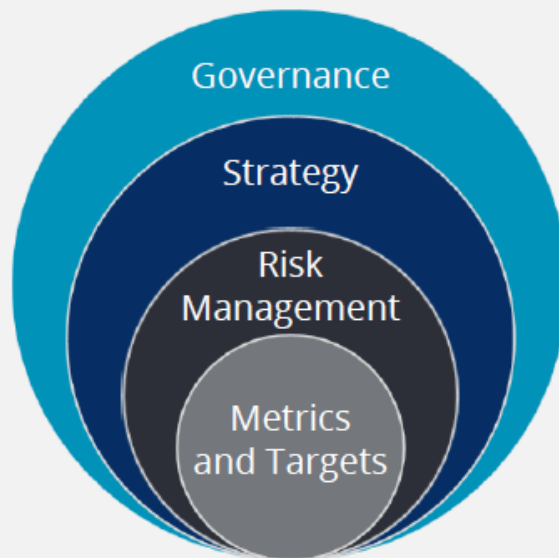 Governance
Strategy
Risk
Management
Metrics
and Targets